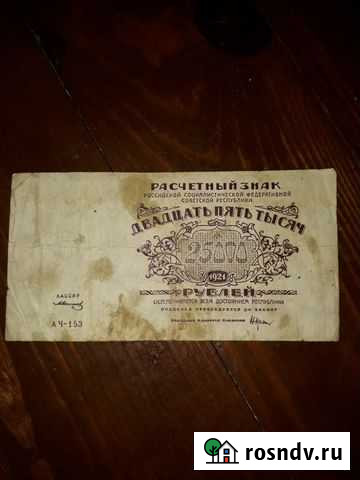 РАСЧЕТНЫЙ ЗНАК
РОССИЙСКОЙ СОЦИАЛИСТИЧЕСКОЙ ФЕДЕРАТИВНОЙ
СОВЕТСКОЙ РЕСПУБЛИКИ
ДВАДЦАТЬ ПЯТЬ ТЫСЯЧ
25000
1921
РУБЛЕЙ
ОБЕСПЕЧИВАЕТСЯ ВСЕМ ДОСТОЯНИЕМ РЕСПУБЛИКИ
ПОДДЕЛКА ПРЕСЛЕДУЕТСЯ ПО ЗАКОНУ
КАССИР
АЧ-153
rosndv.ru